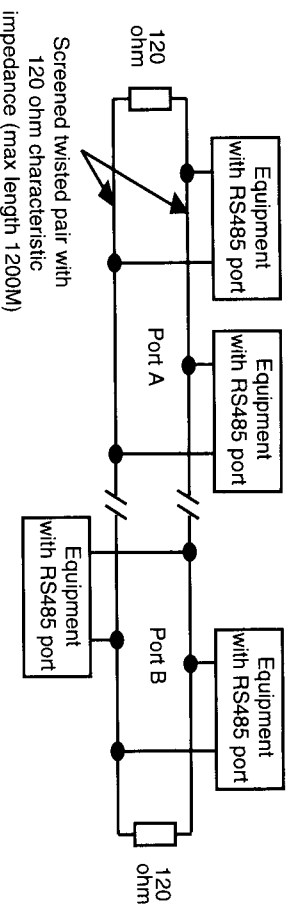 Equipment
with RS485 port
Equipment
with RS485 port
Equipment
with RS485 port
120
ohm
Port A
Port B
120
ohm
Screened twisted pair with
120 ohm characteristic
impedance (max length 1200M)
Equipment
with RS485 port